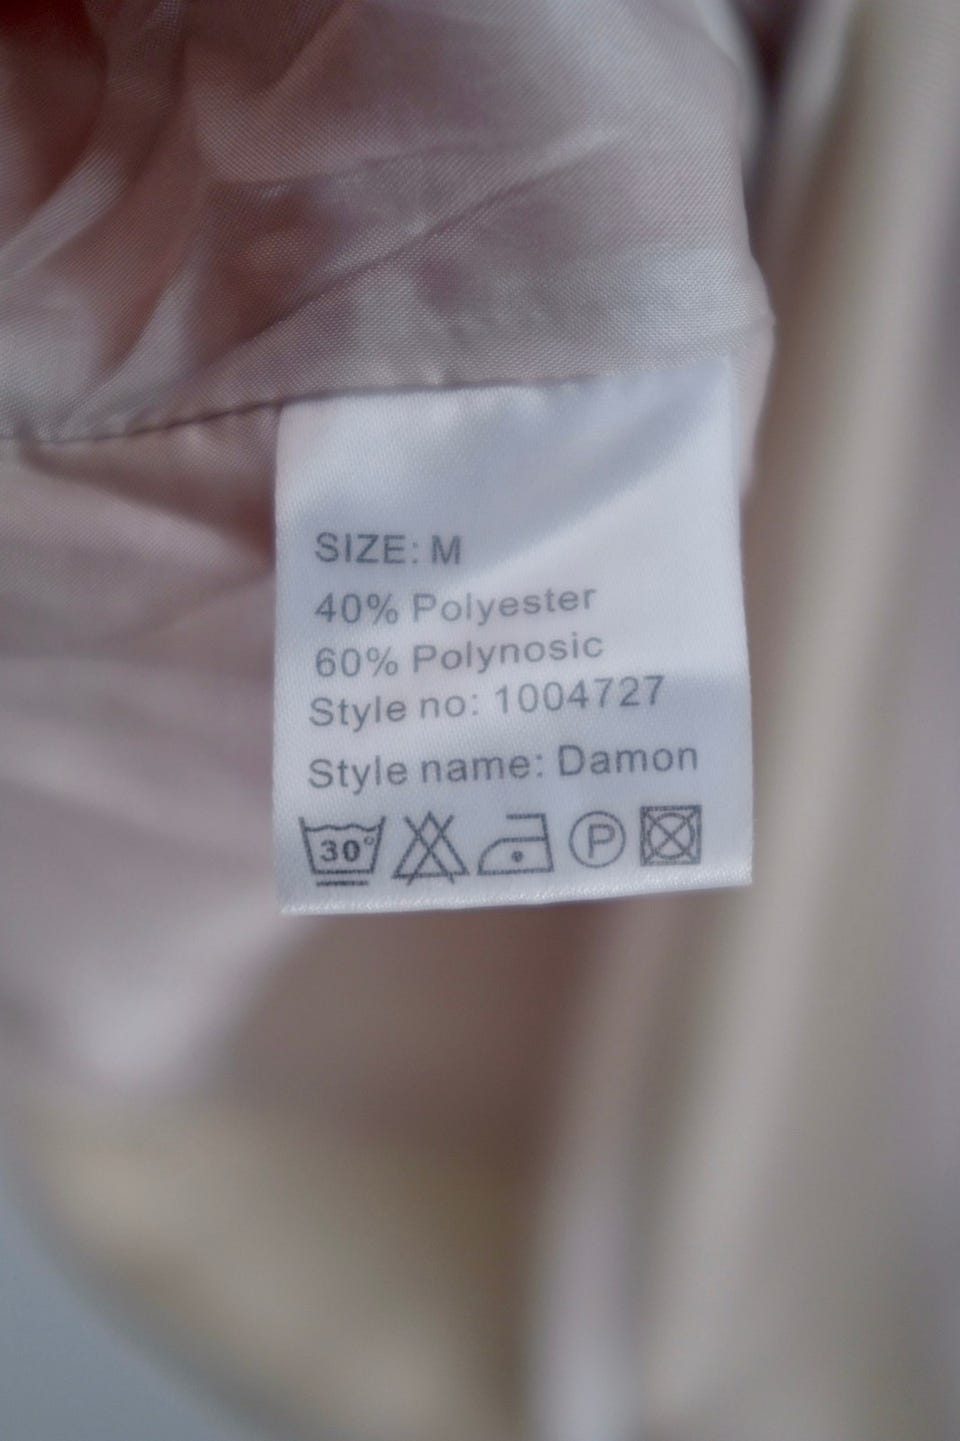 SIZE: M
40% Polyester
60% Polynosic
Style no: 1004727
Style name: Damon
30° P